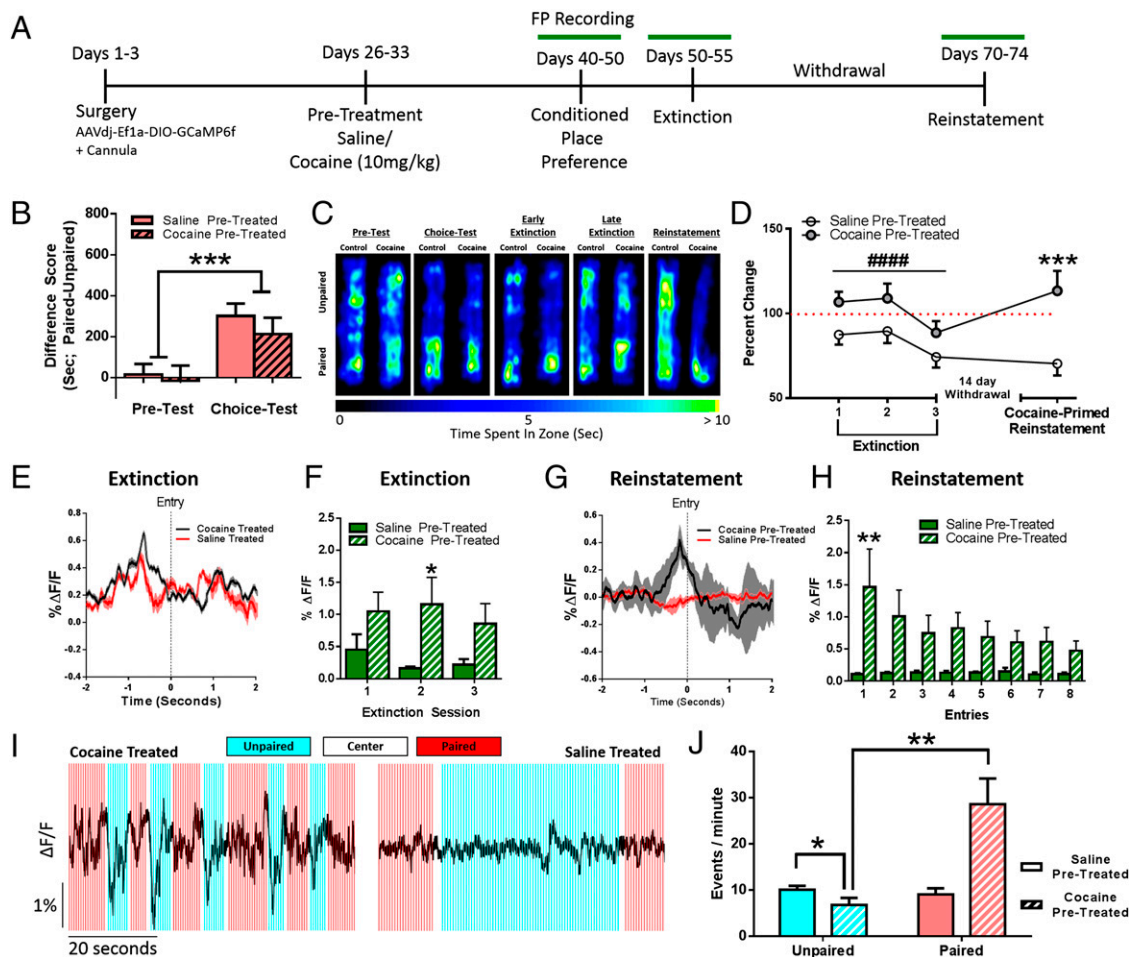 A
FP Recording
Days 1-3
Days 26-33
Days 40-50
Days 50-55
Withdrawal
Days 70-74
Surgery
AAVdj-Ef1a-DIO-GCaMP6f
+ Cannula
Pre-Treatment
Saline/
Cocaine (10mg/kg)
Conditioned
Place
Preference
Extinction
Reinstatement
B
Difference Score
(Sec; Paired-Unpaired)
800
600
400
200
0
Saline Pre-Treated
Cocaine Pre-Treated
***
Pre-Test
Choice-Test
C
Pre-Test
Choice-Test
Early
Extinction
Late
Extinction
Reinstatement
Control Cocaine
Control Cocaine
Control Cocaine
Control Cocaine
Control Cocaine
Unpaired
Paired
0
5
> 10
Time Spent In Zone (Sec)
D
Saline Pre-Treated
Cocaine Pre-Treated
Percent Change
150
100
50
####
***
1
2
3
14 day
Withdrawal
Extinction
Cocaine-Primed
Reinstatement
E
Extinction
Entry
Cocaine Treated
Saline Treated
% ΔF/F
0.8
0.6
0.4
0.2
0.0
0.2
0.4
-2
-1
0
1
2
Time (Seconds)
F
Extinction
Saline Pre-Treated
Cocaine Pre-Treated
% ΔF/F
2.5
2.0
1.5
1.0
0.5
0.0
*
1
2
3
Extinction Session
G
Reinstatement
Entry
Cocaine Pre-Treated
Saline Pre-Treated
% ΔF/F
0.8
0.6
0.4
0.2
0.0
0.2
0.4
0.6
-2
-1
0
1
2
Time (Seconds)
H
Reinstatement
Saline Pre-Treated
Cocaine Pre-Treated
% ΔF/F
2.5
2.0
1.5
1.0
0.5
0.0
**
1
2
3
4
5
6
7
8
Entries
I
Cocaine Treated
Unpaired
Center
Paired
Saline Treated
ΔF/F
1%
20 seconds
J
Events / minute
40
30
20
10
0
*
**
Unpaired
Paired
Saline
Pre-Treated
Cocaine
Pre-Treated